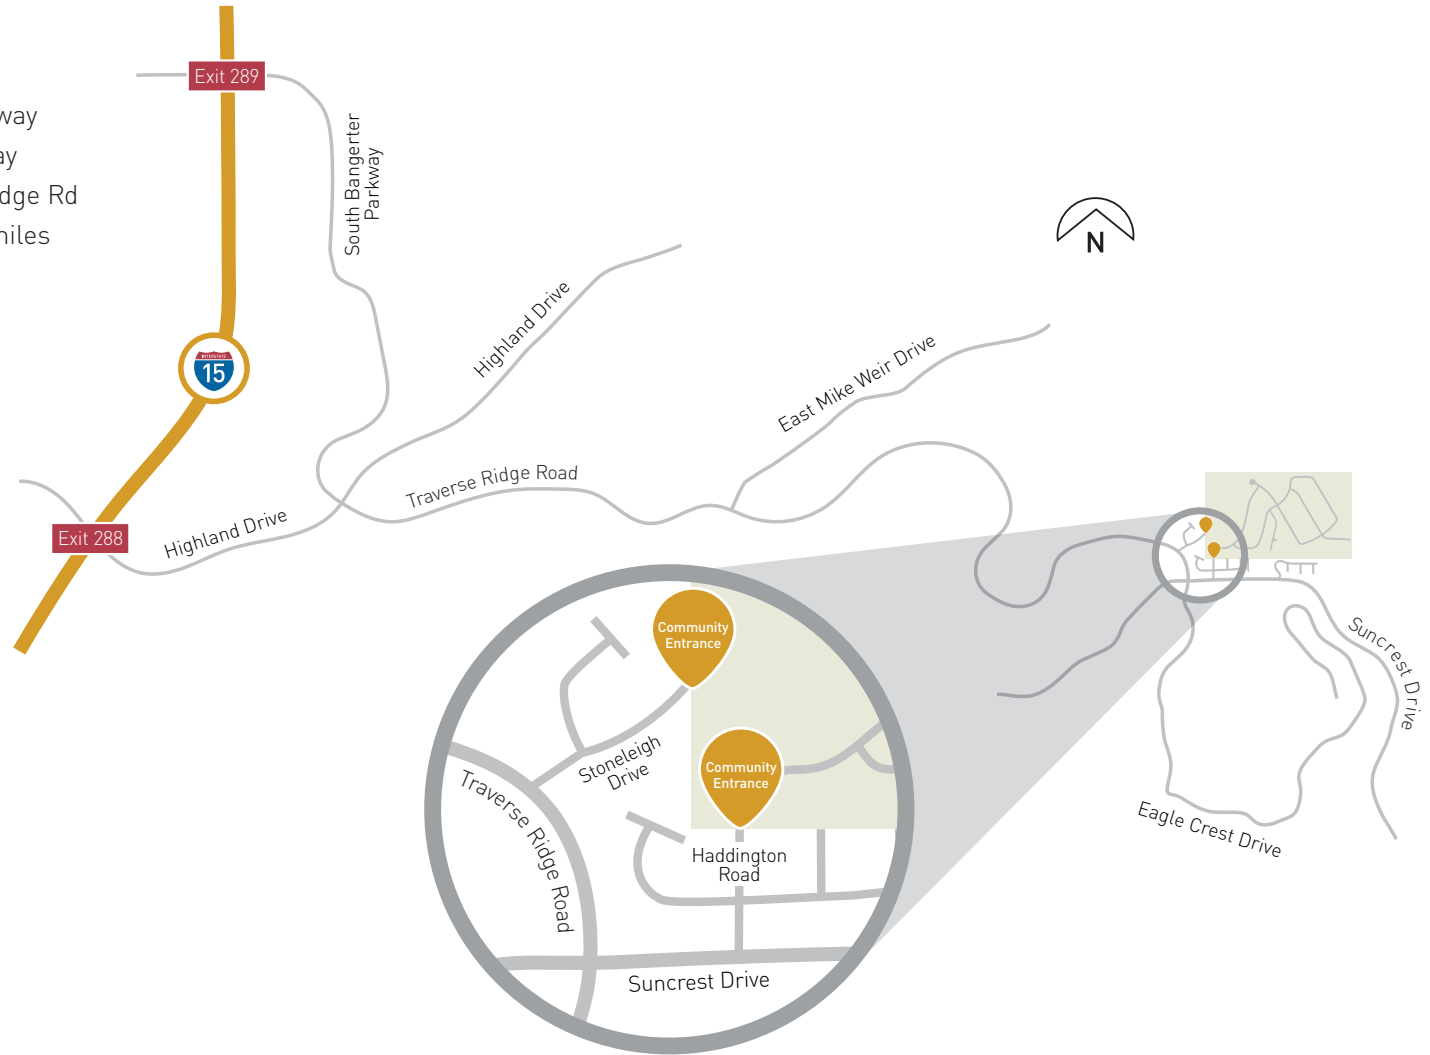 Exit 289
way
ay
dge Rd
niles
South Bangerter
Parkway
N
Highland Drive
INTERSTATE
15
East Mike Weir Drive
Traverse Ridge Road
Highland Drive
Exit 288
Community
Entrance
Stoneleigh
Drive
Community
Entrance
Traverse Ridge Road
Haddington
Road
Suncrest Drive
Suncrest Drive
Eagle Crest Drive